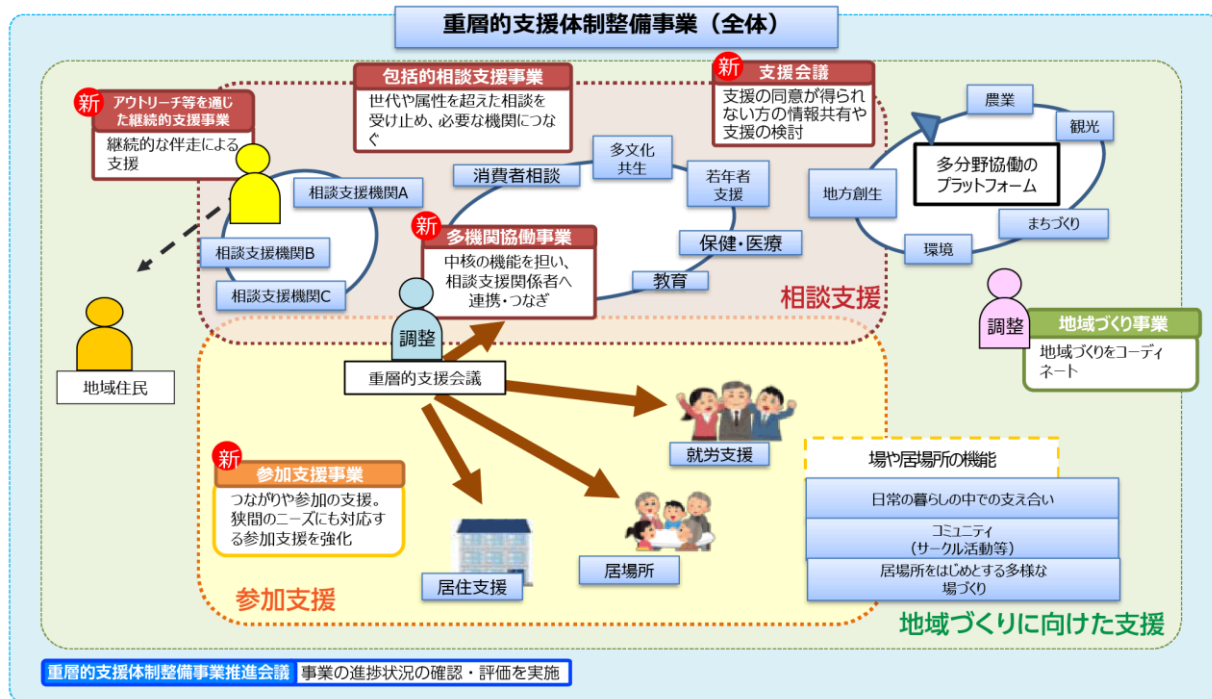 重層的支援体制整備事業（全体）
新
アウトリーチ等を通じ
た継続的支援事業
継続的な伴走による
支援
包括的相談支援事業
世代や属性を超えた相談を
受け止め、必要な機関につな
ぐ
新
支援会議
支援の同意が得られ
ない方の情報共有や
支援の検討
農業
観光
多分野協働の
プラットフォーム
地方創生
まちづくり
環境
相談支援機関A
相談支援機関B
相談支援機関C
消費者相談
多文化
共生
若年者
支援
保健・医療
教育
新
多機関協働事業
中核の機能を担い、
相談支援関係者へ
連携・つなぎ
相談支援
調整
重層的支援会議
地域住民
調整
地域づくり事業
地域づくりをコーディ
ネート
新
参加支援事業
つながりや参加の支援。
狭間のニーズにも対応す
る参加支援を強化
就労支援
居場所
居住支援
参加支援
場や居場所の機能
日常の暮らしの中での支え合い
コミュニティ
（サークル活動等）
居場所をはじめとする多様な
場づくり
地域づくりに向けた支援
重層的支援体制整備事業推進会議 事業の進捗状況の確認・評価を実施